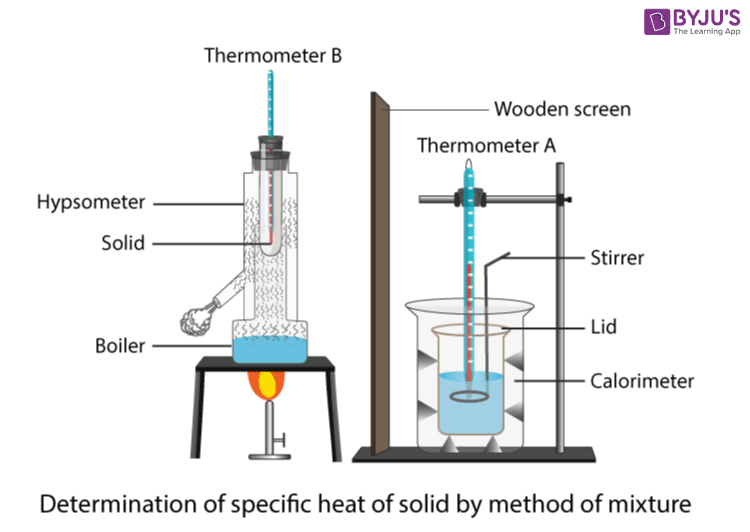 BYJU'S
The Learning App
Thermometer B
Wooden screen
Thermometer A
Hypsometer
Solid
Stirrer
Lid
Boiler
Calorimeter
Determination of specific heat of solid by method of mixture